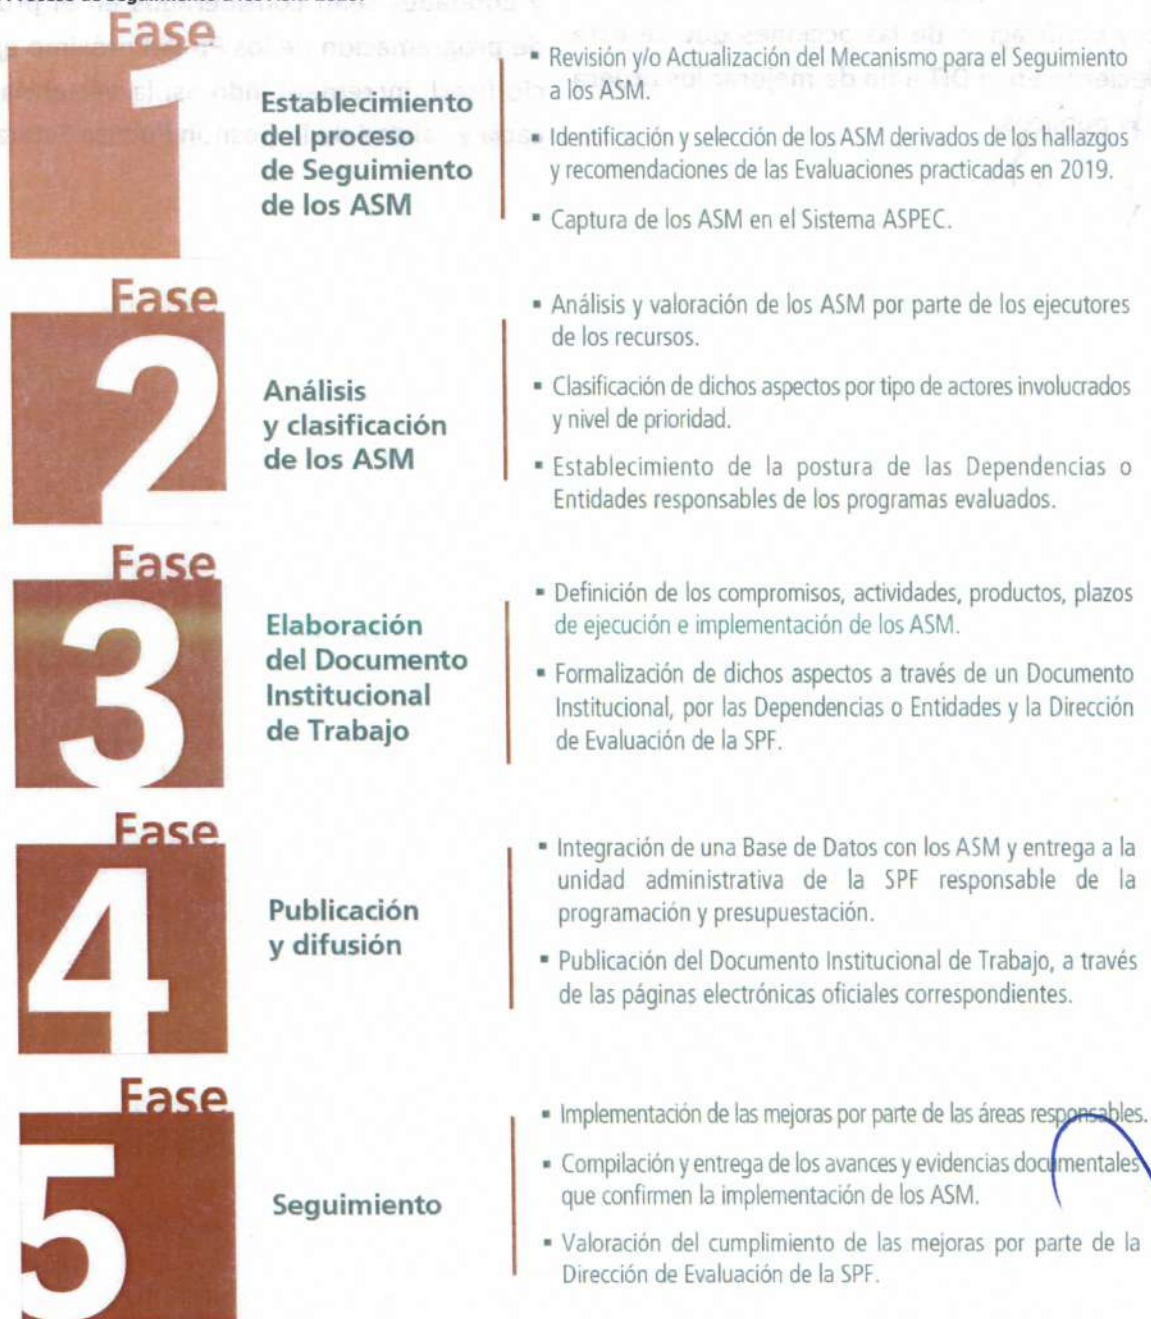 Fase
1
Establecimiento
del proceso
de Seguimiento
de los ASM
▪ Revisión y/o Actualización del Mecanismo para el Seguimiento
a los ASM.
▪ Identificación y selección de los ASM derivados de los hallazgos
y recomendaciones de las Evaluaciones practicadas en 2019.
▪ Captura de los ASM en el Sistema ASPEC.
Fase
2
Análisis
y clasificación
de los ASM
▪ Análisis y valoración de los ASM por parte de los ejecutores
de los recursos.
▪ Clasificación de dichos aspectos por tipo de actores involucrados
y nivel de prioridad.
▪ Establecimiento de la postura de las Dependencias o
Entidades responsables de los programas evaluados.
Fase
3
Elaboración
del Documento
Institucional
de Trabajo
▪ Definición de los compromisos, actividades, productos, plazos
de ejecución e implementación de los ASM.
▪ Formalización de dichos aspectos a través de un Documento
Institucional, por las Dependencias o Entidades y la Dirección
de Evaluación de la SPF.
Fase
4
Publicación
y difusión
▪ Integración de una Base de Datos con los ASM y entrega a la
unidad administrativa de la SPF responsable de la
programación y presupuestación.
▪ Publicación del Documento Institucional de Trabajo, a través
de las páginas electrónicas oficiales correspondientes.
Fase
5
Seguimiento
▪ Implementación de las mejoras por parte de las áreas responsables.
▪ Compilación y entrega de los avances y evidencias documentales
que confirmen la implementación de los ASM.
▪ Valoración del cumplimiento de las mejoras por parte de la
Dirección de Evaluación de la SPF.